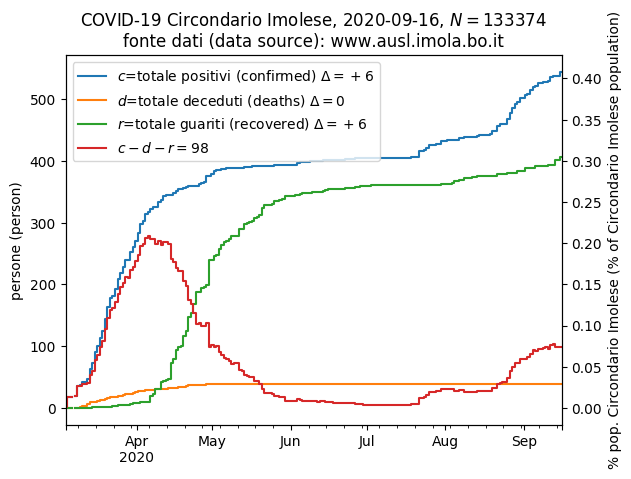 COVID-19 Circondario Imolese, 2020-09-16, N = 133374
fonte dati (data source): www.ausl.imola.bo.it
c=totale positivi (confirmed) Δ = +6
d=totale deceduti (deaths) Δ = 0
r=totale guariti (recovered) Δ = +6
c − d − r = 98
persone (person)
500
400
300
200
100
0
0.40
0.35
0.30
0.25
0.20
0.15
0.10
0.05
0.00
% pop. Circondario Imolese (% of Circondario Imolese population)
Apr May Jun Jul Aug Sep
2020